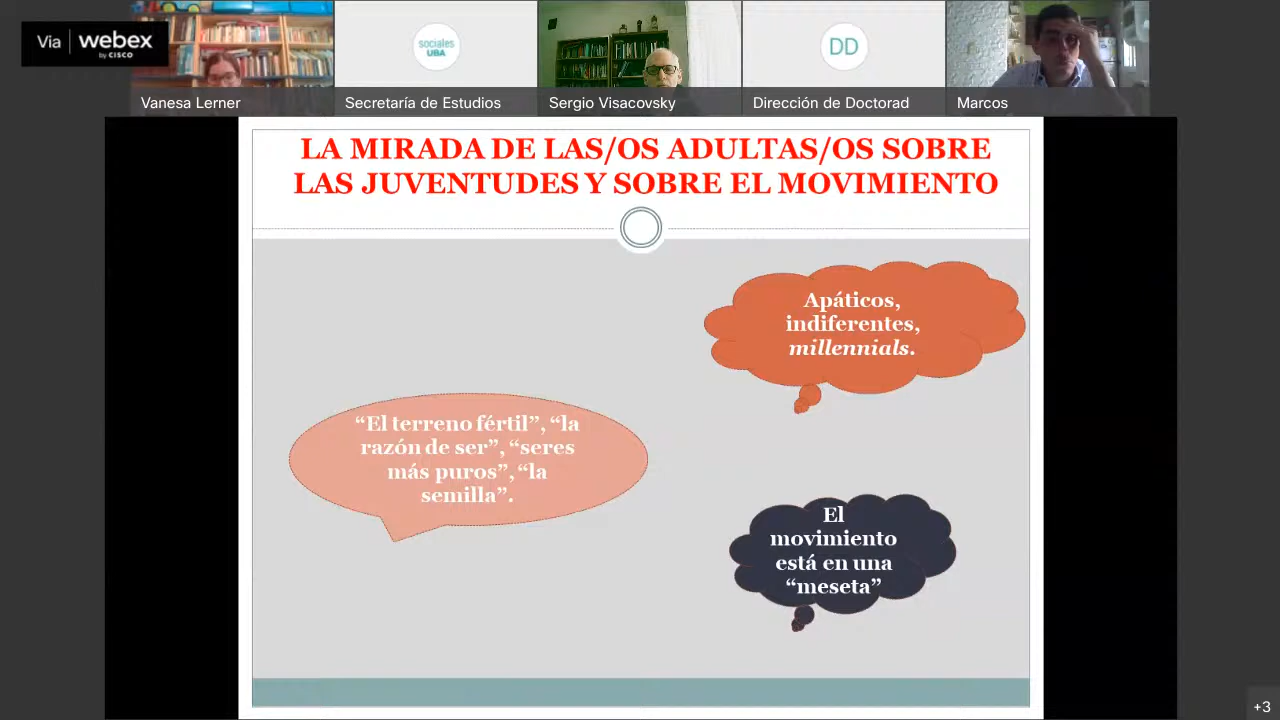 Via webex
by CISCO
sociales
UBA
DD
Vanesa Lerner
Secretaría de Estudios
Sergio Visacovsky
Dirección de Doctorad
Marcos
LA MIRADA DE LAS/OS ADULTAS/OS SOBRE
LAS JUVENTUDES Y SOBRE EL MOVIMIENTO
Apáticos,
indiferentes,
millennials.
“El terreno fértil”, “la
razón de ser”, “seres
más puros”, “la
semilla”.
El
movimiento
está en una
“meseta”
+3